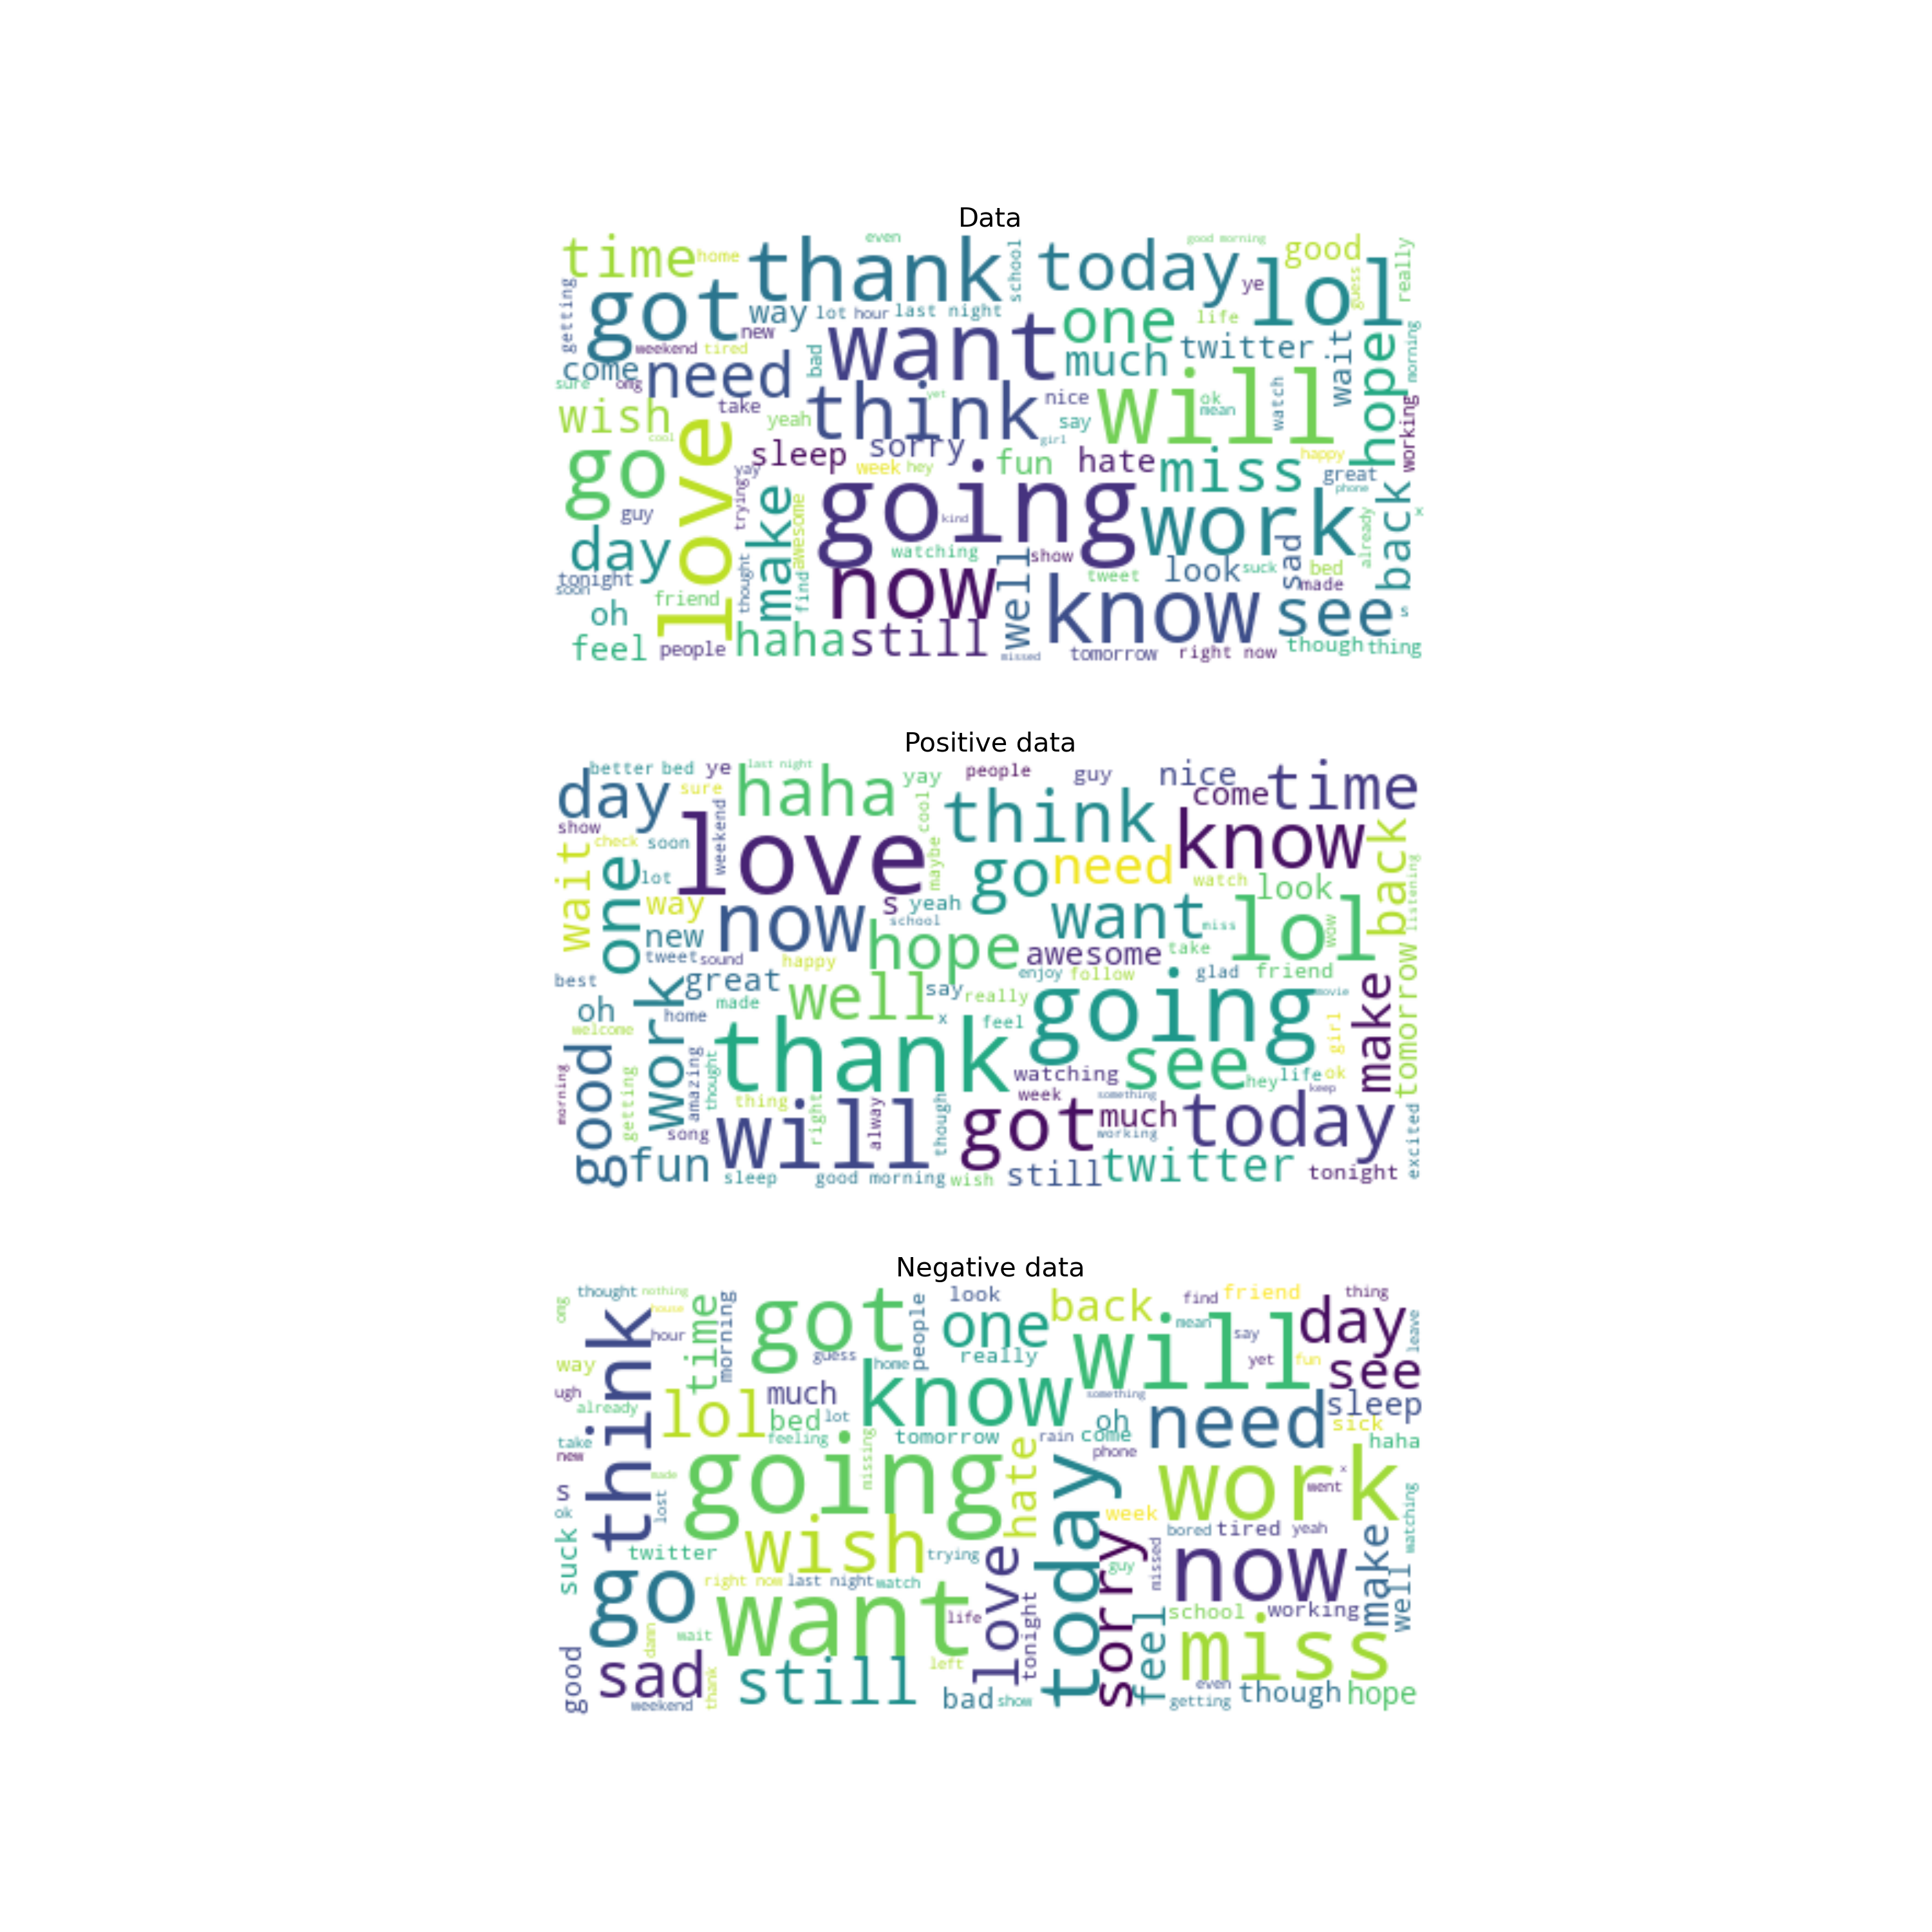 Data
time home thank even school today good morning good lol really
getting got way lot hour last night one life ye guess
new want much twitter wait hope morning
weekend tired come need bad
sure omg think yet nice will ok mean watch working
wish take yeah say
cool love sorry girl
go yay sleep week hey fun hate miss happy great phone back x
guy trying make awesome going kind work already
day watching show sad
tonight thought find now well tweet look suck bed made
soon friend know see s
oh haha still
feel people missed tomorrow right now though thing
Positive data
day better bed ye last night haha yay people guy nice time
sure cool think come know back
show weekend love maybe
wait check soon go need watch look listening
one lot way now s yeah want miss lol wow
new school hope awesome take
tweet sound happy enjoy follow glad friend tomorrow
best work great well say really going movie make
oh made home x feel
welcome thank see girl
good morning getting amazing thought watching hey life ok keep
thing right alway though week something today excited
song will got much working
fun sleep good morning wish still twitter tonight
Negative data
omg thought nothing house time morning got people look one back find friend thing day leave
think hour guess home really will mean say yet fun see
way
ugh already lol much know something need sleep
bed lot oh sick
take feeling tomorrow rain come haha
new made going missing hate phone work went x
s lost today week watching
ok suck wish sorry bored tired yeah make
twitter trying love guy missed now well
go right now last night watch
want life tonight feel school working
damn wait miss
good sad thank still left even though hope
weekend bad show getting